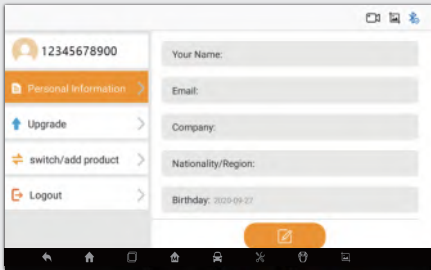 12345678900
Personal Information
Upgrade
switch/add product
Logout
Your Name:
Email:
Company:
Nationality/Region:
Birthday: 2020-09-27